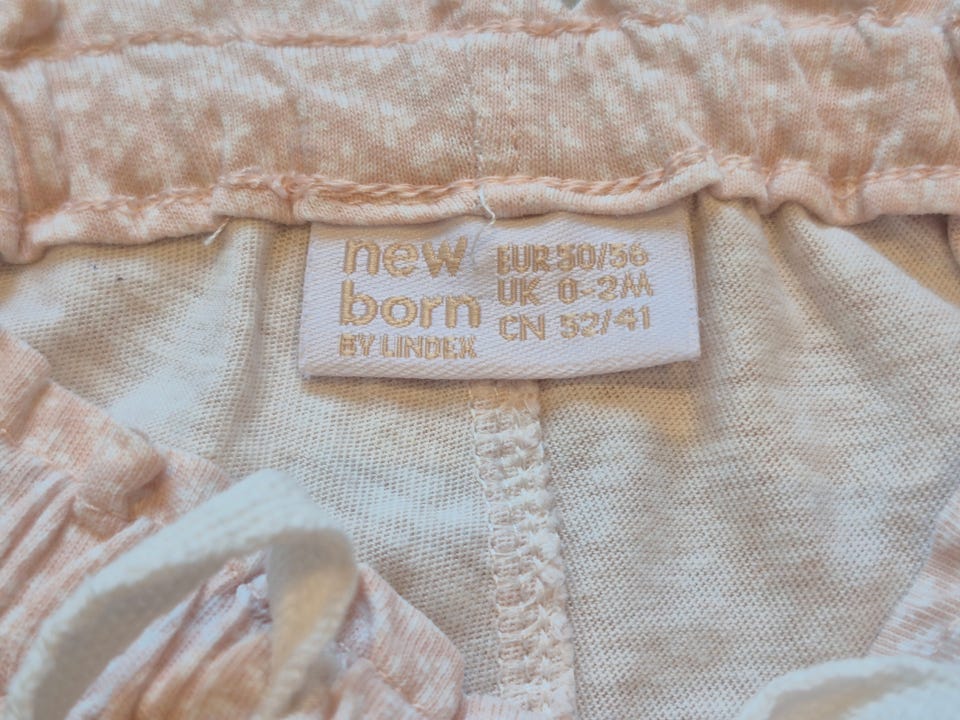 new
born
BY LINDEX
EUR 50/56
UK 0-2M
CN 52/41